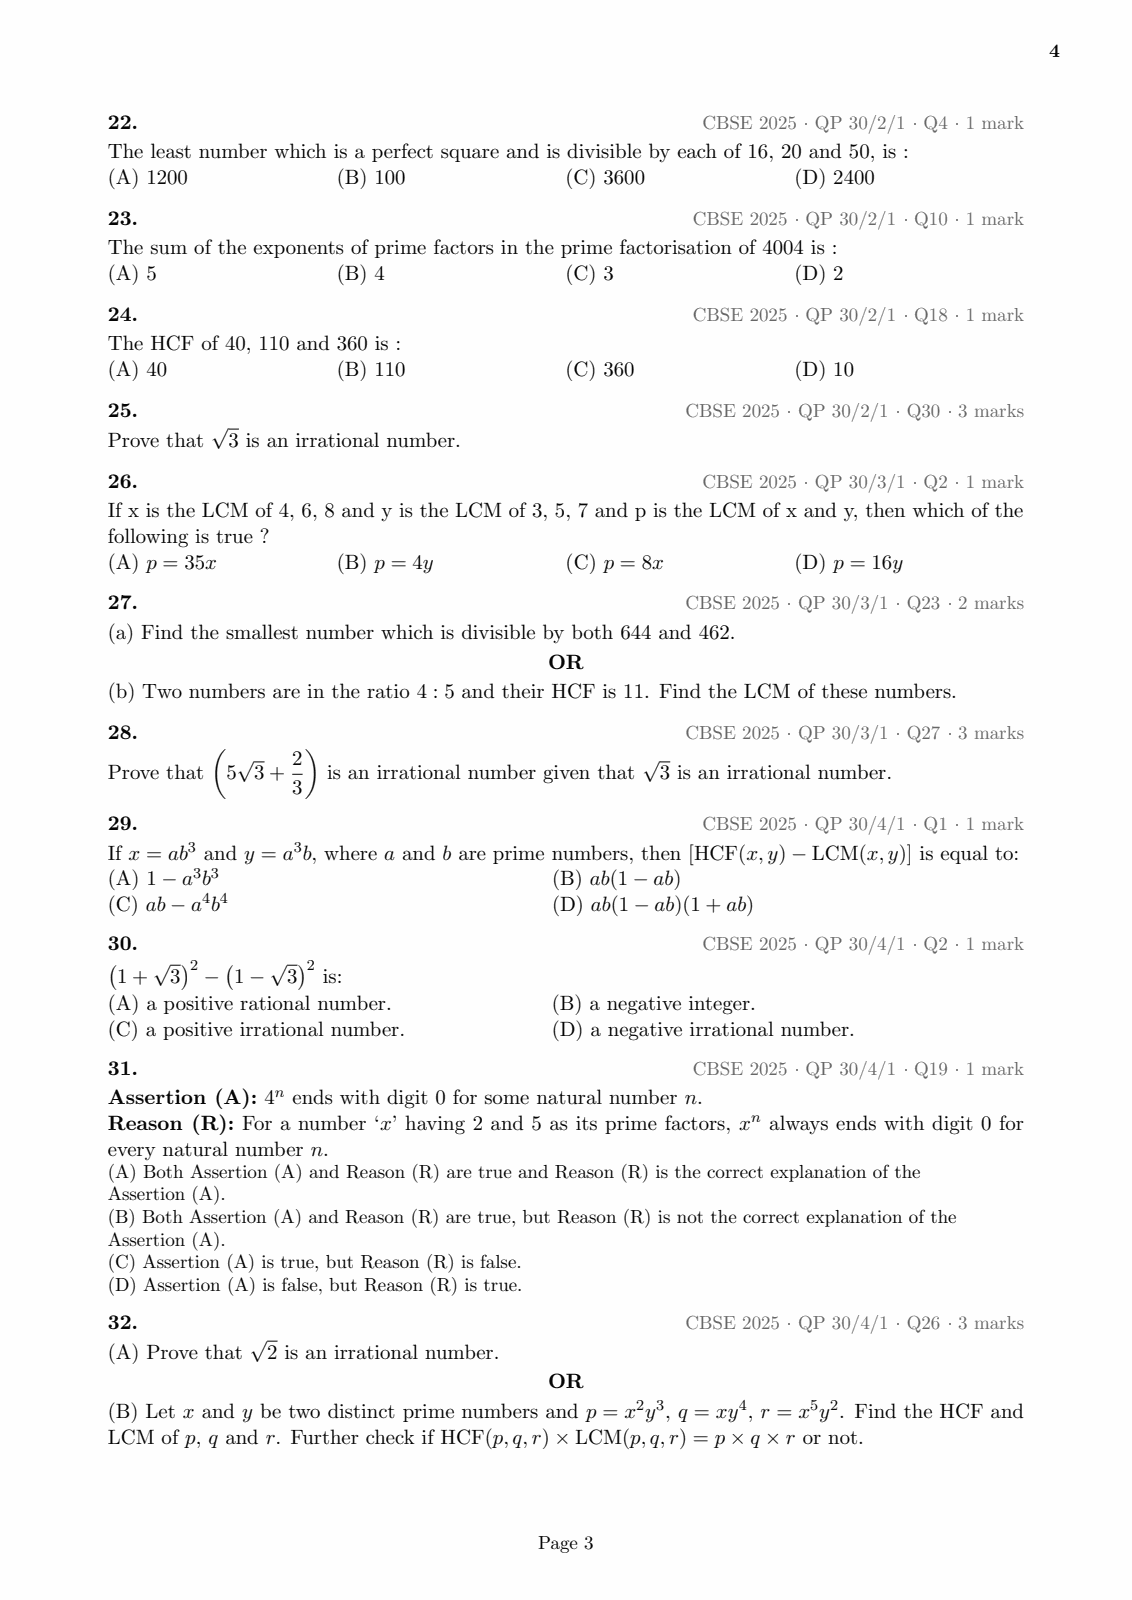 4
22. CBSE 2025 · QP 30/2/1 · Q4 · 1 mark
The least number which is a perfect square and is divisible by each of 16, 20 and 50, is :
(A) 1200 (B) 100 (C) 3600 (D) 2400
23. CBSE 2025 · QP 30/2/1 · Q10 · 1 mark
The sum of the exponents of prime factors in the prime factorisation of 4004 is :
(A) 5 (B) 4 (C) 3 (D) 2
24. CBSE 2025 · QP 30/2/1 · Q18 · 1 mark
The HCF of 40, 110 and 360 is :
(A) 40 (B) 110 (C) 360 (D) 10
25. CBSE 2025 · QP 30/2/1 · Q30 · 3 marks
Prove that √3 is an irrational number.
26. CBSE 2025 · QP 30/3/1 · Q2 · 1 mark
If x is the LCM of 4, 6, 8 and y is the LCM of 3, 5, 7 and p is the LCM of x and y, then which of the
following is true ?
(A) p = 35x (B) p = 4y (C) p = 8x (D) p = 16y
27. CBSE 2025 · QP 30/3/1 · Q23 · 2 marks
(a) Find the smallest number which is divisible by both 644 and 462.
OR
(b) Two numbers are in the ratio 4 : 5 and their HCF is 11. Find the LCM of these numbers.
28. CBSE 2025 · QP 30/3/1 · Q27 · 3 marks
Prove that (5√3 + 2/3) is an irrational number given that √3 is an irrational number.
29. CBSE 2025 · QP 30/4/1 · Q1 · 1 mark
If x = ab³ and y = a³b, where a and b are prime numbers, then [HCF(x, y) − LCM(x, y)] is equal to:
(A) 1 − a³b³ (B) ab(1 − ab)
(C) ab − a⁴b⁴ (D) ab(1 − ab)(1 + ab)
30. CBSE 2025 · QP 30/4/1 · Q2 · 1 mark
(1 + √3)² − (1 − √3)² is:
(A) a positive rational number. (B) a negative integer.
(C) a positive irrational number. (D) a negative irrational number.
31. CBSE 2025 · QP 30/4/1 · Q19 · 1 mark
Assertion (A): 4ⁿ ends with digit 0 for some natural number n.
Reason (R): For a number ‘x’ having 2 and 5 as its prime factors, xⁿ always ends with digit 0 for
every natural number n.
(A) Both Assertion (A) and Reason (R) are true and Reason (R) is the correct explanation of the
Assertion (A).
(B) Both Assertion (A) and Reason (R) are true, but Reason (R) is not the correct explanation of the
Assertion (A).
(C) Assertion (A) is true, but Reason (R) is false.
(D) Assertion (A) is false, but Reason (R) is true.
32. CBSE 2025 · QP 30/4/1 · Q26 · 3 marks
(A) Prove that √2 is an irrational number.
OR
(B) Let x and y be two distinct prime numbers and p = x²y³, q = xy⁴, r = x⁵y². Find the HCF and
LCM of p, q and r. Further check if HCF(p, q, r) × LCM(p, q, r) = p × q × r or not.
Page 3